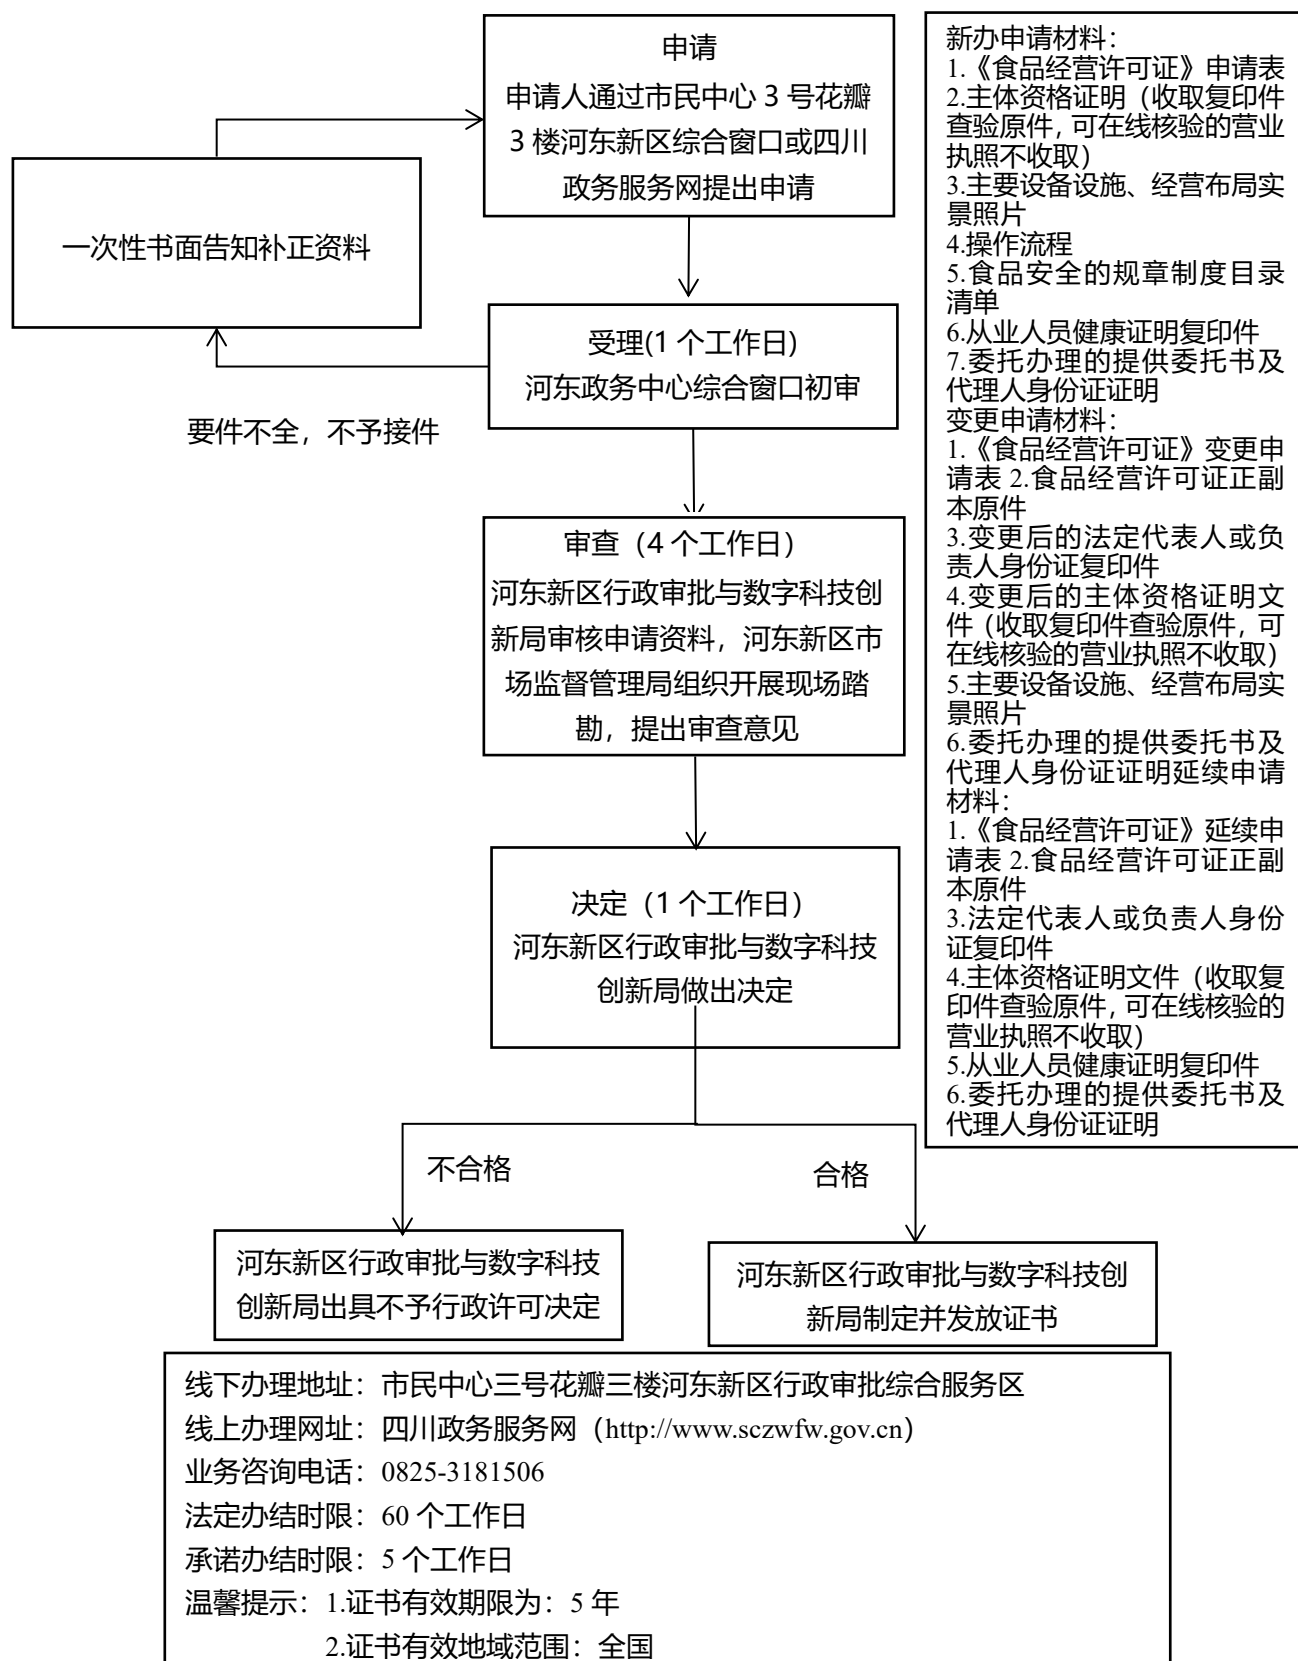 申请
申请人通过市民中心 3 号花瓣
3 楼河东新区综合窗口或四川
政务服务网提出申请
一次性书面告知补正资料
受理(1 个工作日)
河东政务中心综合窗口初审
要件不全，不予接件
审查（4 个工作日）
河东新区行政审批与数字科技创
新局审核申请资料，河东新区市
场监督管理局组织开展现场踏
勘，提出审查意见
决定（1 个工作日）
河东新区行政审批与数字科技
创新局做出决定
不合格
合格
河东新区行政审批与数字科技
创新局出具不予行政许可决定
河东新区行政审批与数字科技创
新局制定并发放证书
新办申请材料：
1.《食品经营许可证》申请表
2.主体资格证明（收取复印件
查验原件，可在线核验的营业
执照不收取）
3.主要设备设施、经营布局实
景照片
4.操作流程
5.食品安全的规章制度目录
清单
6.从业人员健康证明复印件
7.委托办理的提供委托书及
代理人身份证证明
变更申请材料：
1.《食品经营许可证》变更申
请表 2.食品经营许可证正副
本原件
3.变更后的法定代表人或负
责人身份证复印件
4.变更后的主体资格证明文
件（收取复印件查验原件，可
在线核验的营业执照不收取）
5.主要设备设施、经营布局实
景照片
6.委托办理的提供委托书及
代理人身份证证明延续申请
材料：
1.《食品经营许可证》延续申
请表 2.食品经营许可证正副
本原件
3.法定代表人或负责人身份
证复印件
4.主体资格证明文件（收取复
印件查验原件，可在线核验的
营业执照不收取）
5.从业人员健康证明复印件
6.委托办理的提供委托书及
代理人身份证证明
线下办理地址：市民中心三号花瓣三楼河东新区行政审批综合服务区
线上办理网址：四川政务服务网（http://www.sczwfw.gov.cn）
业务咨询电话：0825-3181506
法定办结时限：60 个工作日
承诺办结时限：5 个工作日
温馨提示：1.证书有效期限为：5 年
2.证书有效地域范围：全国